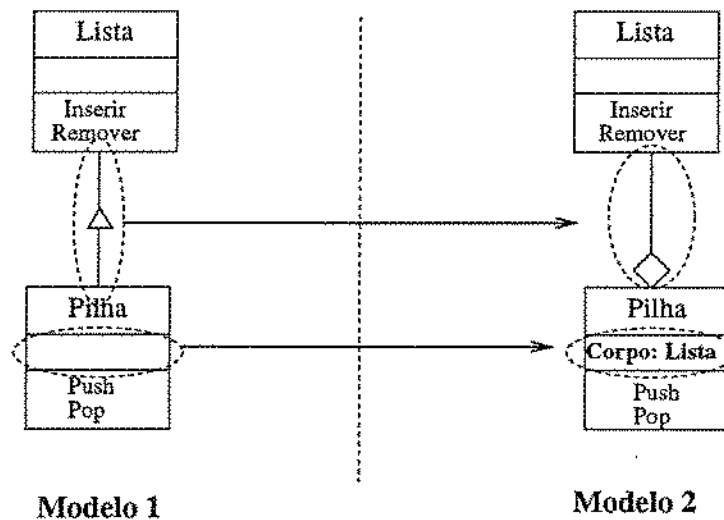 Lista
Inserir
Remover
Pilha
Push
Pop
Modelo 1
Lista
Inserir
Remover
Pilha
Corpo: Lista
Push
Pop
Modelo 2